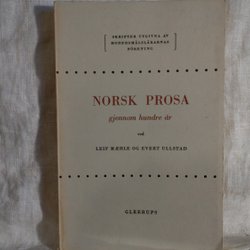 SKRIFTER UTGIVNA AV
MODERSMÅLSLÄRARNAS
FÖRENING
NORSK PROSA
gjennom hundre år
ved
LEIF MÆHLE OG EVERT ULLSTAD
GLEERUPS